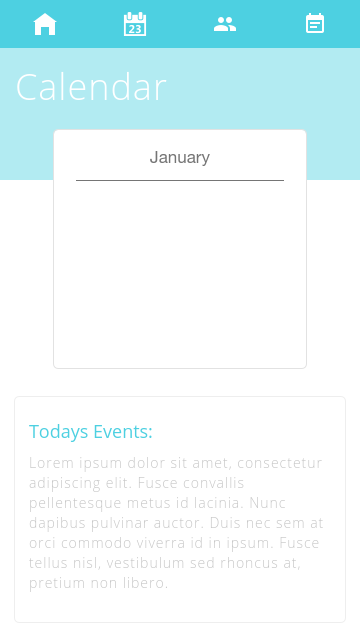 23
Calendar
January
Todays Events:
Lorem ipsum dolor sit amet, consectetur
adipiscing elit. Fusce convallis
pellentesque metus id lacinia. Nunc
dapibus pulvinar auctor. Duis nec sem at
orci commodo viverra id in ipsum. Fusce
tellus nisl, vestibulum sed rhoncus at,
pretium non libero.